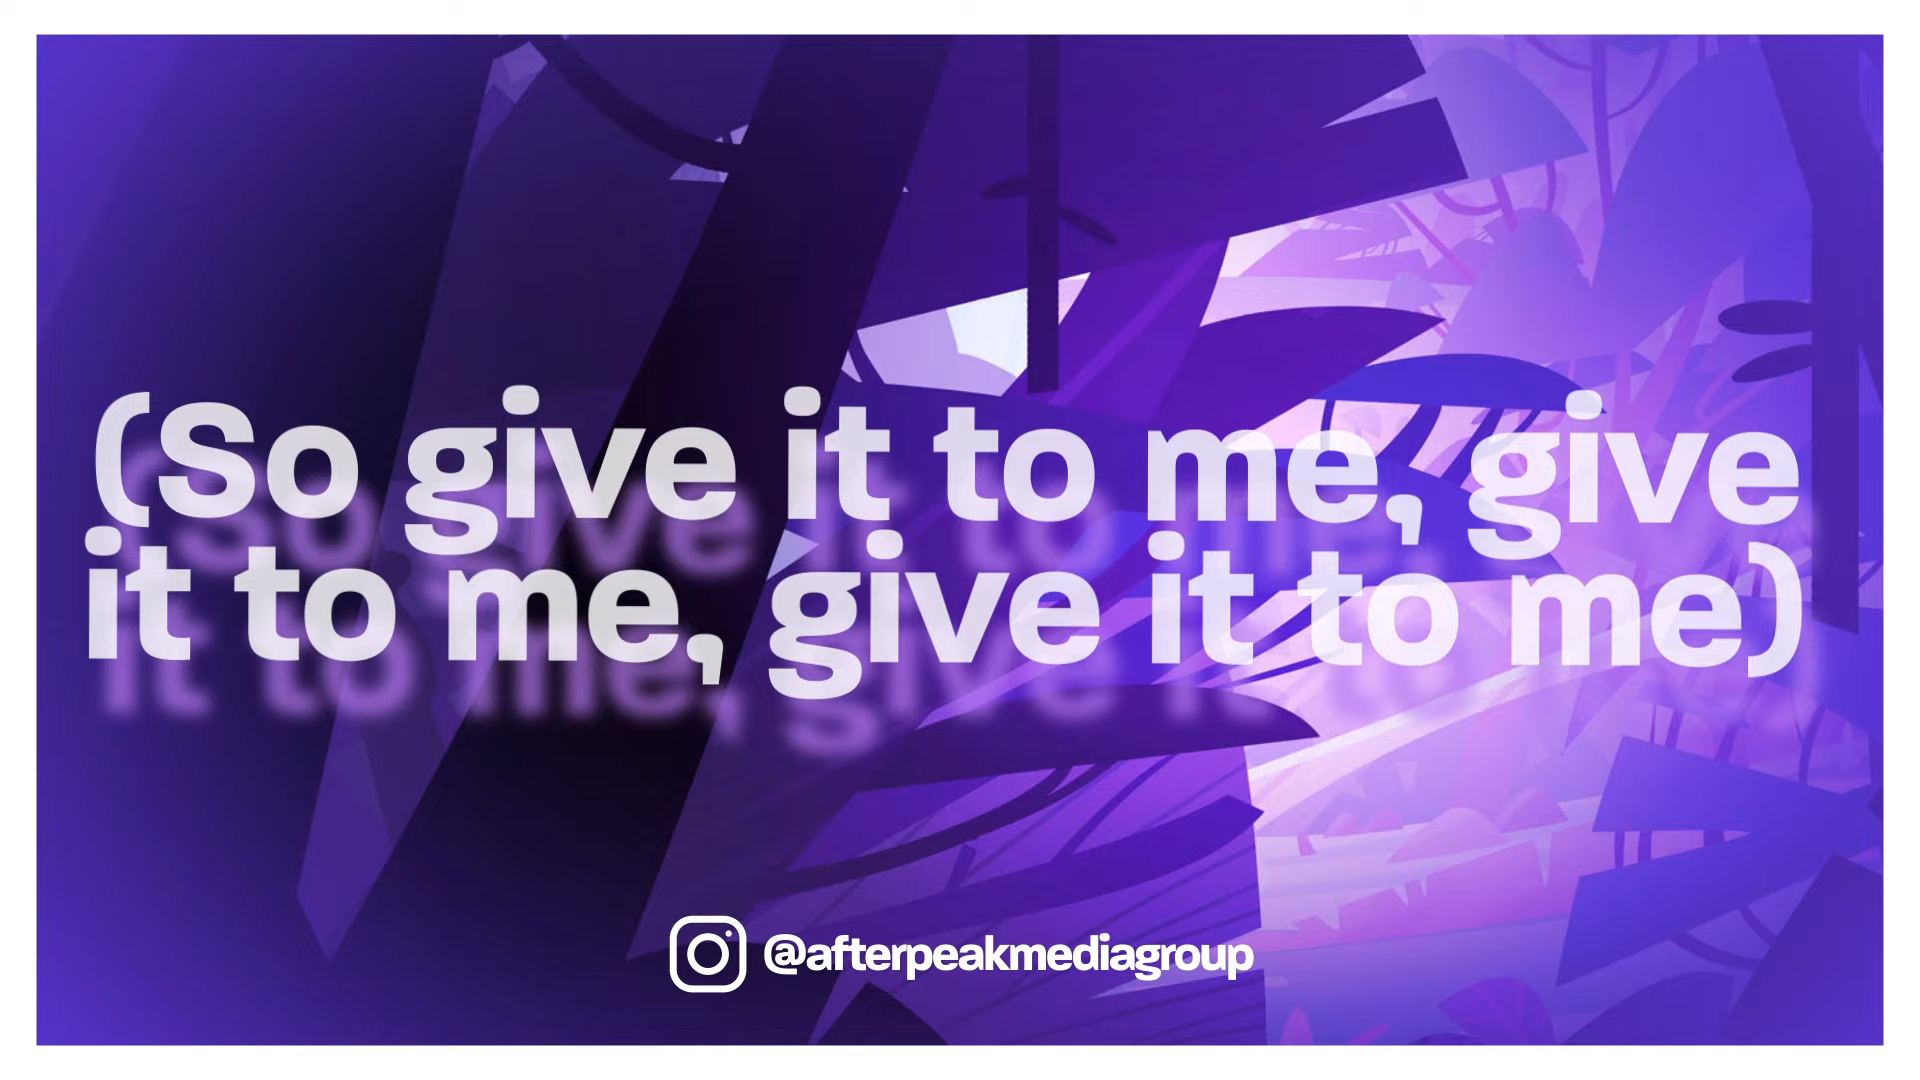 (So give it to me, give
it to me, give it to me)
@afterpeakmediagroup